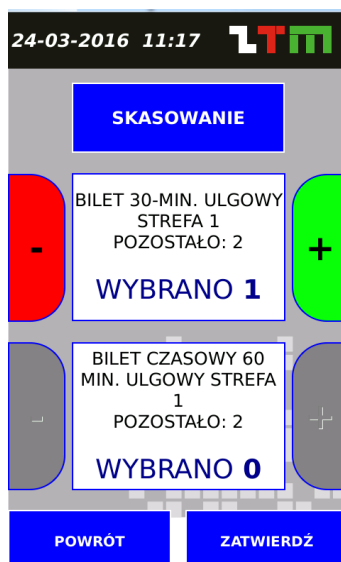 24-03-2016 11:17 ZTM
SKASOWANIE
BILET 30-MIN. ULGOWY
STREFA 1
POZOSTAŁO: 2
- +
WYBRANO 1
BILET CZASOWY 60
MIN. ULGOWY STREFA
1
POZOSTAŁO: 2
- +
WYBRANO 0
POWRÓT ZATWIERDŹ